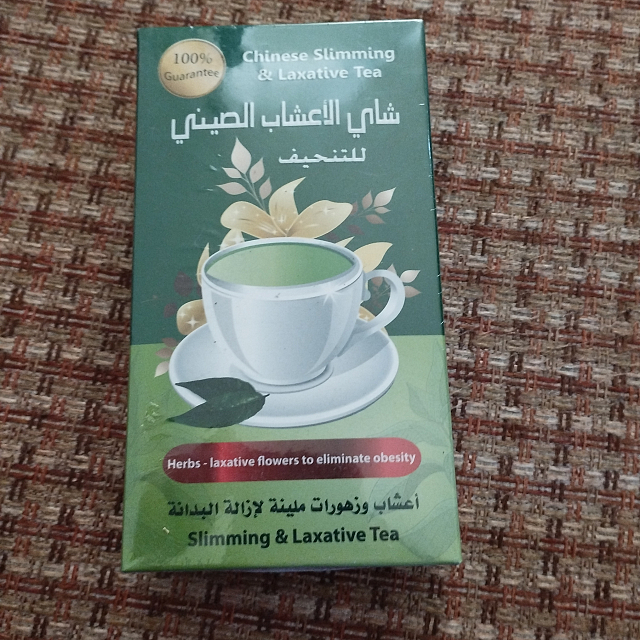 100%
Guarantee
Chinese Slimming
& Laxative Tea
شاي الاعشاب الصيني
للتنحيف
Herbs - laxative flowers to eliminate obesity
أعشاب وزهورات ملينة لإزالة البدانة
Slimming & Laxative Tea